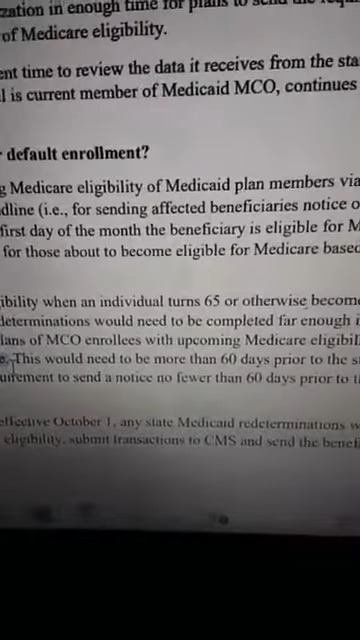 zation in enough time for plans to send the
of Medicare eligibility.
ent time to review the data it receives from the sta
l is current member of Medicaid MCO, continues
r default enrollment?
g Medicare eligibility of Medicaid plan members via
dline (i.e., for sending affected beneficiaries notice o
first day of the month the beneficiary is eligible for M
for those about to become eligible for Medicare based
ibility when an individual turns 65 or otherwise become
determinations would need to be completed far enough i
lans of MCO enrollees with upcoming Medicare eligibil
e. This would need to be more than 60 days prior to the s
uirement to send a notice no fewer than 60 days prior to t
effective October 1, any state Medicaid redeterminations w
eligibility, submit transactions to CMS and send the benefi